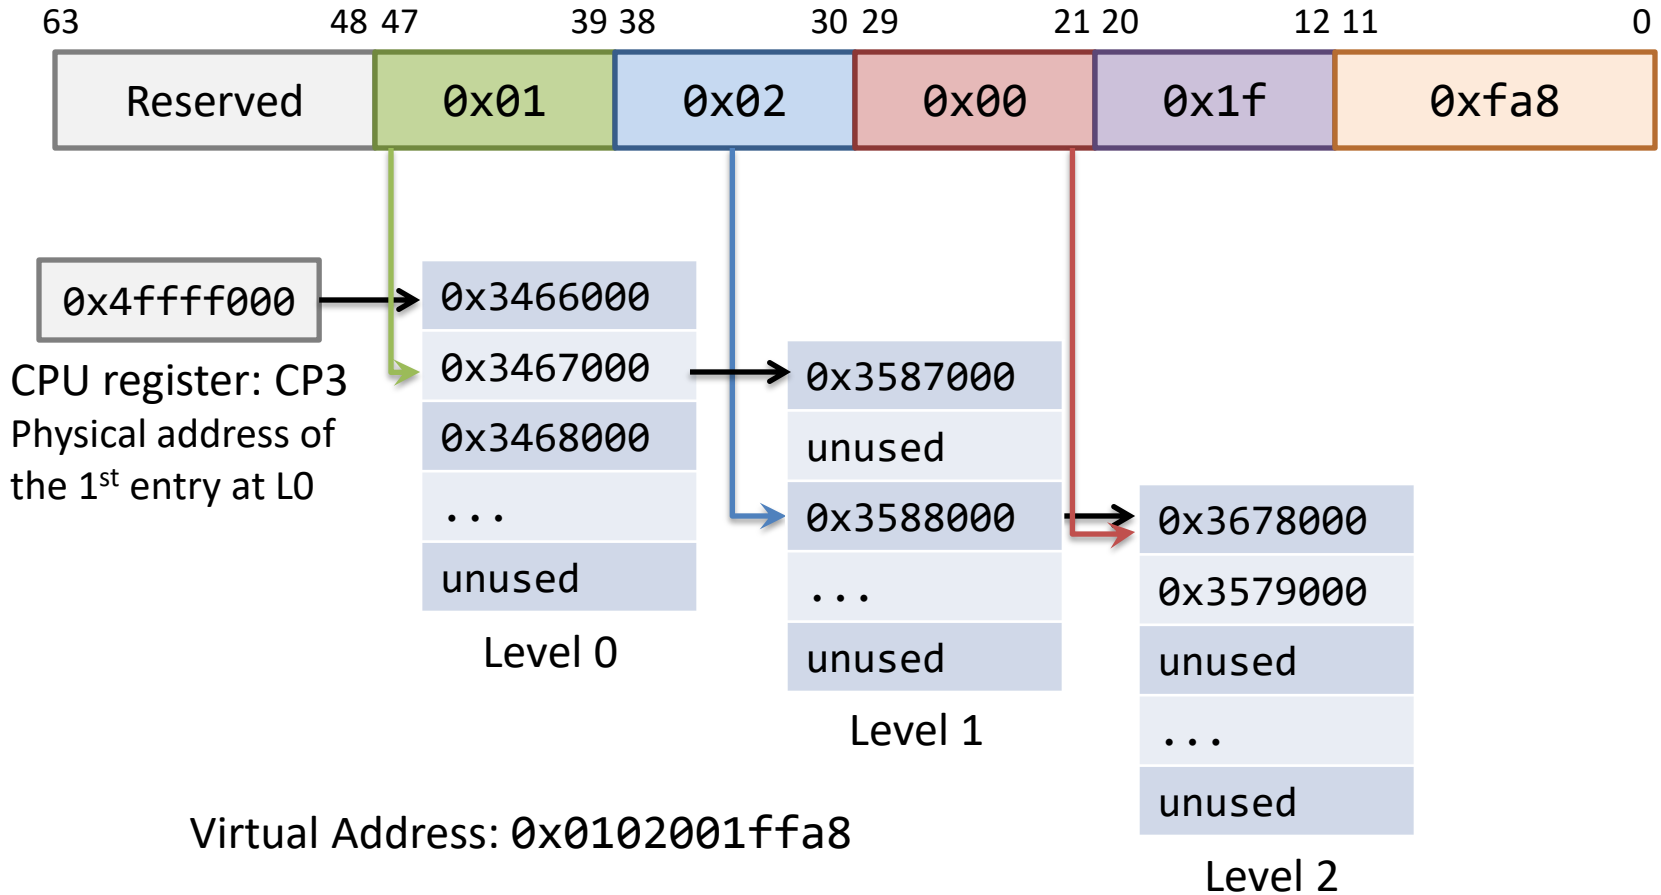 63 48 47 39 38 30 29 21 20 12 11 0
Reserved 0x01 0x02 0x00 0x1f 0xfa8
0x4ffff000
CPU register: CP3
Physical address of
the 1st entry at L0
0x3466000
0x3467000
0x3468000
...
unused
Level 0
0x3587000
unused
0x3588000
...
unused
Level 1
0x3678000
0x3579000
unused
...
unused
Level 2
Virtual Address: 0x0102001ffa8